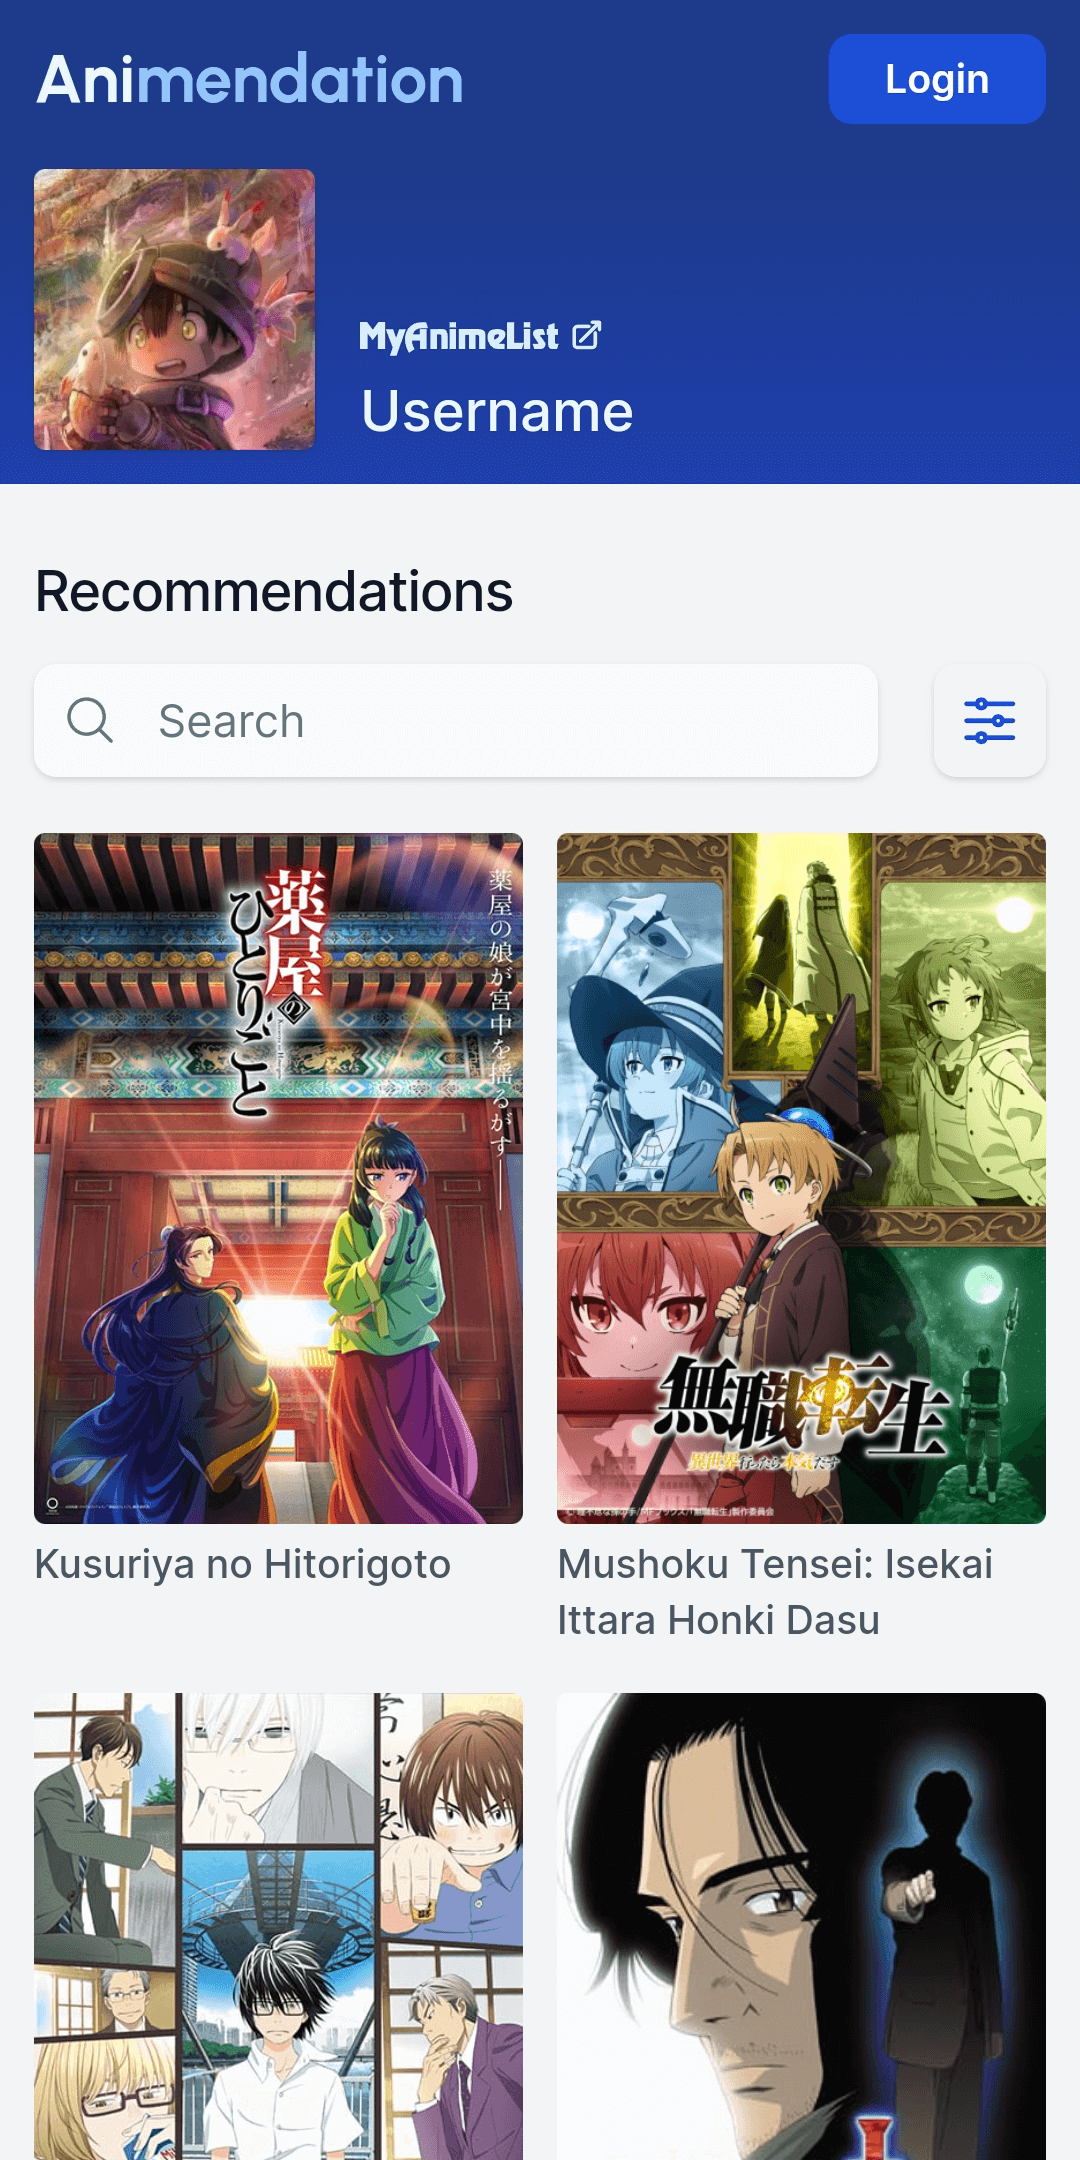 Animendation
Login
MyAnimeList
Username
Recommendations
Search
薬屋のひとりごと
薬屋の娘が宮中を揺るがす――
無職転生
異世界行ったら本気だす
Kusuriya no Hitorigoto
Mushoku Tensei: Isekai
Ittara Honki Dasu